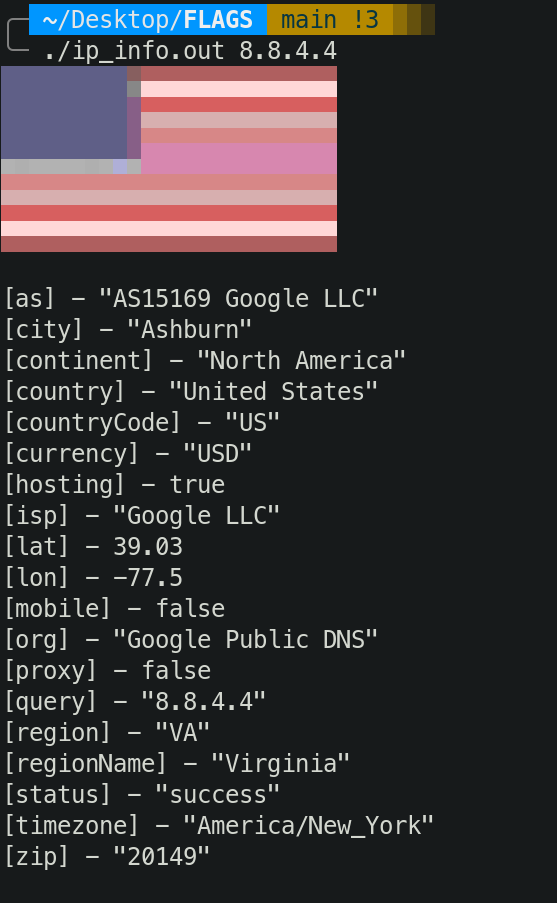 ~/Desktop/FLAGS main !3
./ip_info.out 8.8.4.4
[as] - "AS15169 Google LLC"
[city] - "Ashburn"
[continent] - "North America"
[country] - "United States"
[countryCode] - "US"
[currency] - "USD"
[hosting] - true
[isp] - "Google LLC"
[lat] - 39.03
[lon] - -77.5
[mobile] - false
[org] - "Google Public DNS"
[proxy] - false
[query] - "8.8.4.4"
[region] - "VA"
[regionName] - "Virginia"
[status] - "success"
[timezone] - "America/New_York"
[zip] - "20149"